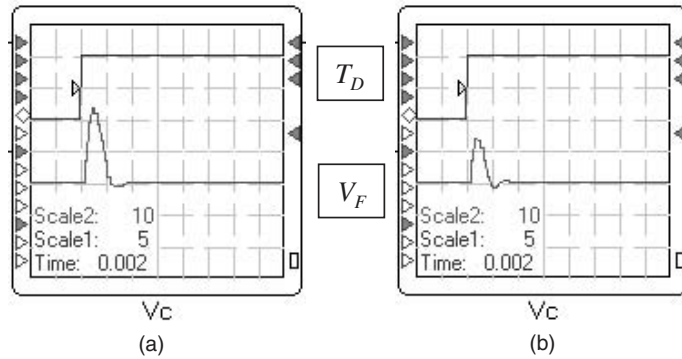 Scale2: 10
Scale1: 5
Time: 0.002
Vc
(a)
T_D
V_F
Scale2: 10
Scale1: 5
Time: 0.002
Vc
(b)